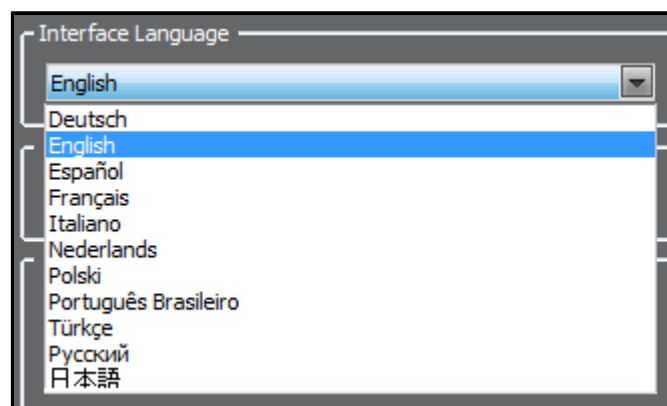 Interface Language
English
Deutsch
English
Español
Français
Italiano
Nederlands
Polski
Português Brasileiro
Türkçe
Русский
日本語